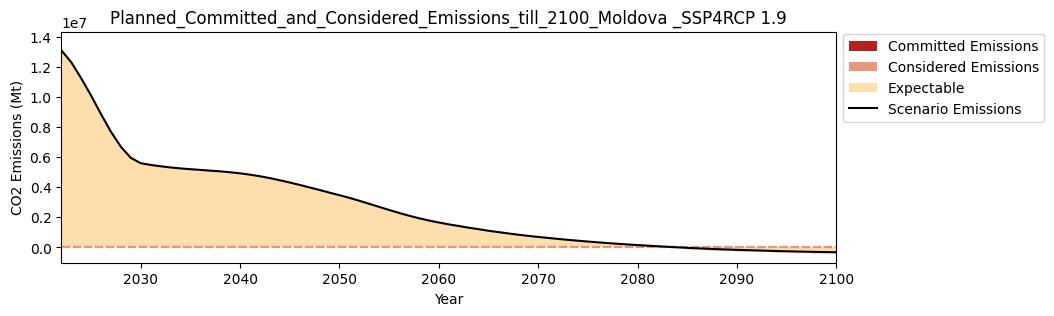 Planned_Committed_and_Considered_Emissions_till_2100_Moldova _SSP4RCP 1.9
1e7
1.4
1.2
1.0
0.8
0.6
0.4
0.2
0.0
CO2 Emissions (Mt)
2030 2040 2050 2060 2070 2080 2090 2100
Year
Committed Emissions
Considered Emissions
Expectable
Scenario Emissions